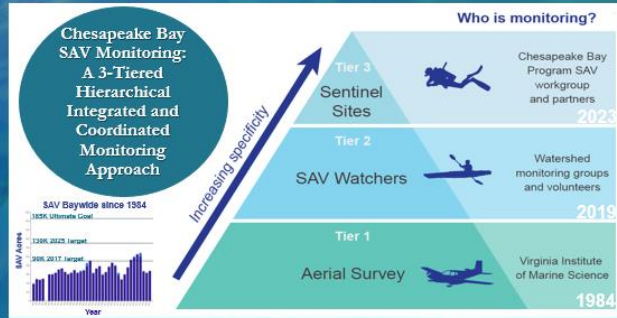 Chesapeake Bay
SAV Monitoring:
A 3-Tiered
Hierarchical
Integrated and
Coordinated
Monitoring
Approach
SAV Baywide since 1984
185K Ultimate Goal
130K 2025 Target
90K 2017 Target
SAV Acres
Year
Increasing specificity
Who is monitoring?
Tier 3
Sentinel
Sites
Chesapeake Bay
Program SAV
workgroup
and partners
2023
Tier 2
SAV Watchers
Watershed
monitoring groups
and volunteers
2019
Tier 1
Aerial Survey
Virginia Institute
of Marine Science
1984